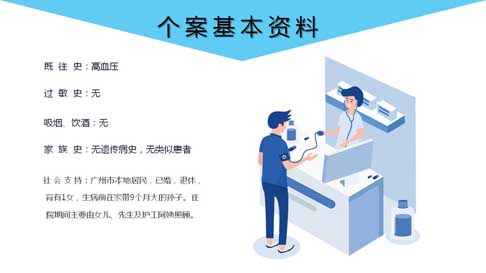 个案基本资料
既 往 史：高血压
过 敏 史：无
吸烟、饮酒：无
家 族 史：无遗传病史，无类似患者
社会支持：广州市本地居民，已婚，退休，
育有1女，生病前在家带9个月大的孙子。住
院期间主要由女儿、先生及护工阿姨照顾。